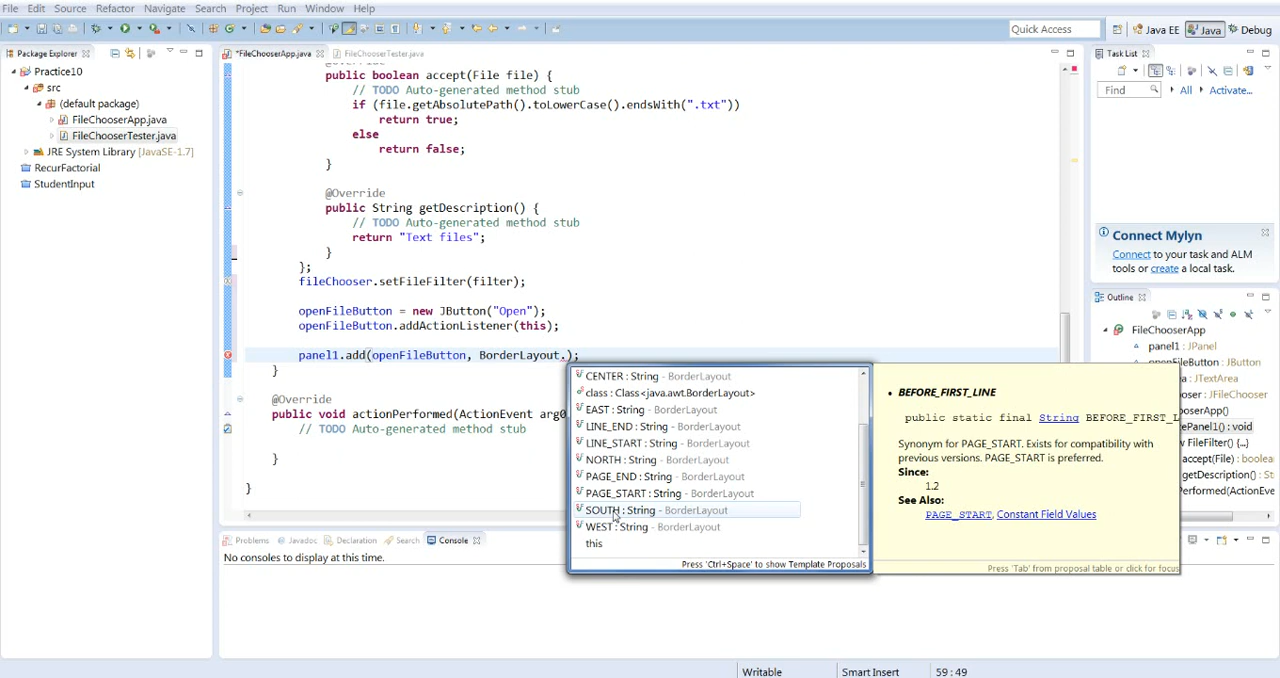 File Edit Source Refactor Navigate Search Project Run Window Help
Quick Access Java EE Java Debug
Package Explorer
Practice10
src
(default package)
FileChooserApp.java
FileChooserTester.java
JRE System Library [JavaSE-1.7]
RecurFactorial
StudentInput
*FileChooserApp.java FileChooserTester.java
@Override
public boolean accept(File file) {
// TODO Auto-generated method stub
if (file.getAbsolutePath().toLowerCase().endsWith(".txt"))
return true;
else
return false;
}
@Override
public String getDescription() {
// TODO Auto-generated method stub
return "Text files";
}
};
fileChooser.setFileFilter(filter);
openFileButton = new JButton("Open");
openFileButton.addActionListener(this);
panel1.add(openFileButton, BorderLayout.);
}
@Override
public void actionPerformed(ActionEvent arg0
// TODO Auto-generated method stub
}
}
CENTER : String - BorderLayout
class : Class<java.awt.BorderLayout>
EAST : String - BorderLayout
LINE_END : String - BorderLayout
LINE_START : String - BorderLayout
NORTH : String - BorderLayout
PAGE_END : String - BorderLayout
PAGE_START : String - BorderLayout
SOUTH : String - BorderLayout
WEST : String - BorderLayout
this
Press 'Ctrl+Space' to show Template Proposals
BEFORE_FIRST_LINE
public static final String BEFORE_FIRST_L
Synonym for PAGE_START. Exists for compatibility with
previous versions. PAGE_START is preferred.
Since:
1.2
See Also:
PAGE_START, Constant Field Values
Press 'Tab' from proposal table or click for focus
Task List
Find All Activate...
Connect Mylyn
Connect to your task and ALM
tools or create a local task.
Outline
FileChooserApp
panel1 : JPanel
openFileButton : JButton
area : JTextArea
ooser : JFileChooser
ooserApp()
ePanel1() : void
FileFilter() {...}
accept(File) : boolea
getDescription() : St
Performed(ActionEve
Problems Javadoc Declaration Search Console
No consoles to display at this time.
Writable Smart Insert 59 : 49